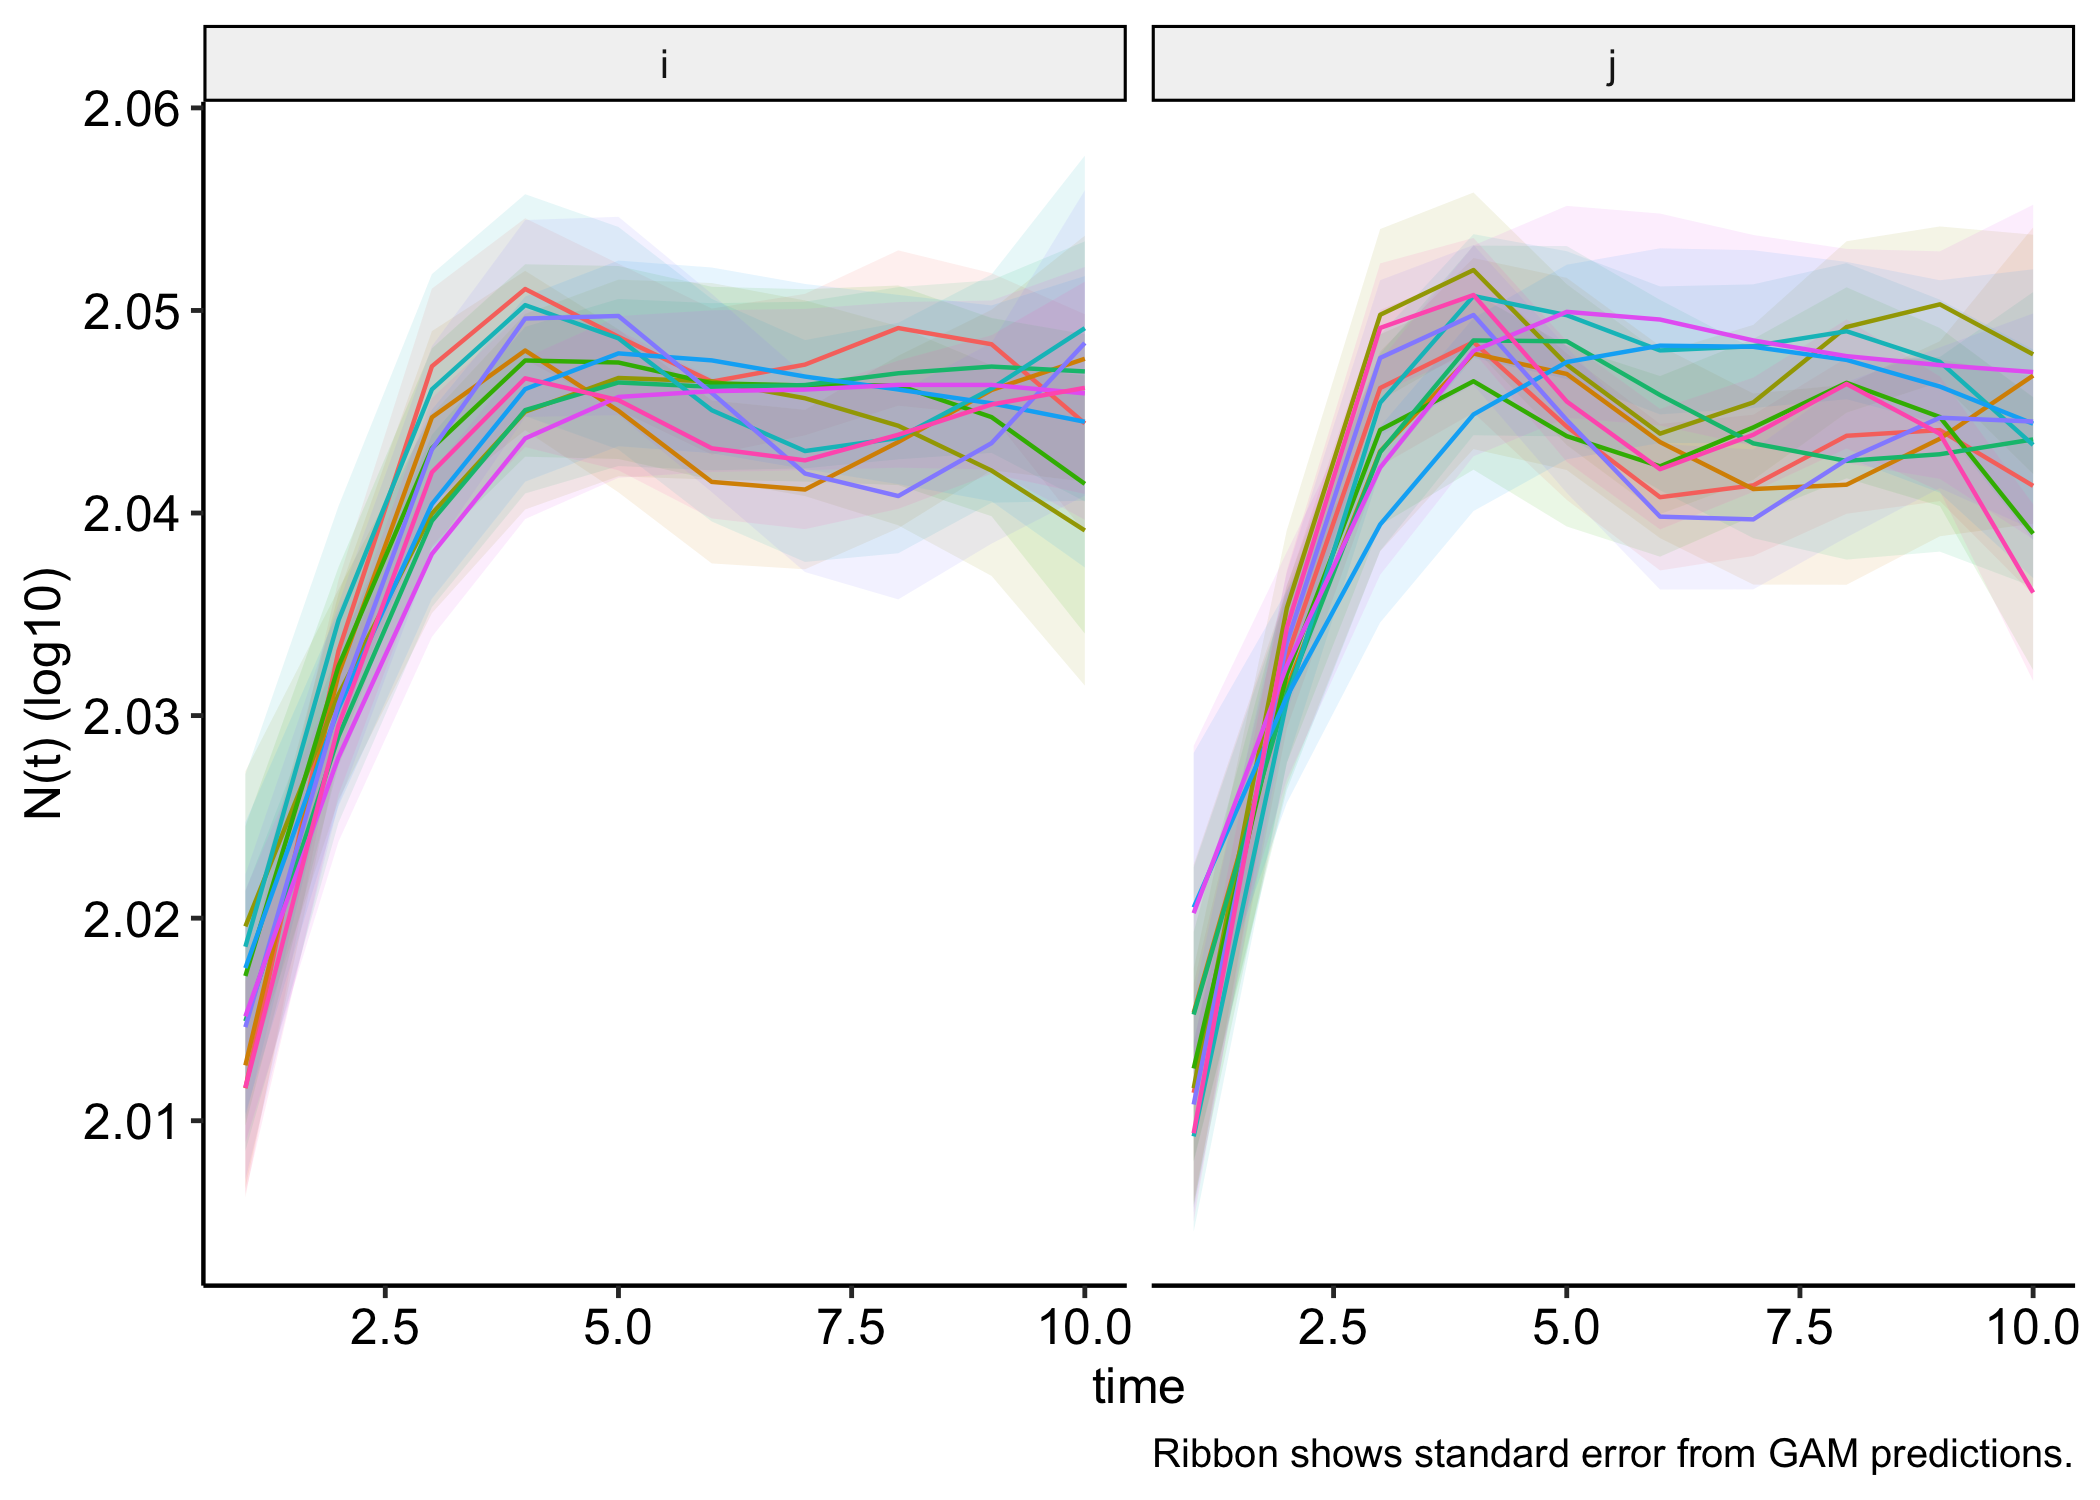 i
j
2.06
2.05
2.04
2.03
2.02
2.01
N(t) (log10)
2.5 5.0 7.5 10.0 2.5 5.0 7.5 10.0
time
Ribbon shows standard error from GAM predictions.